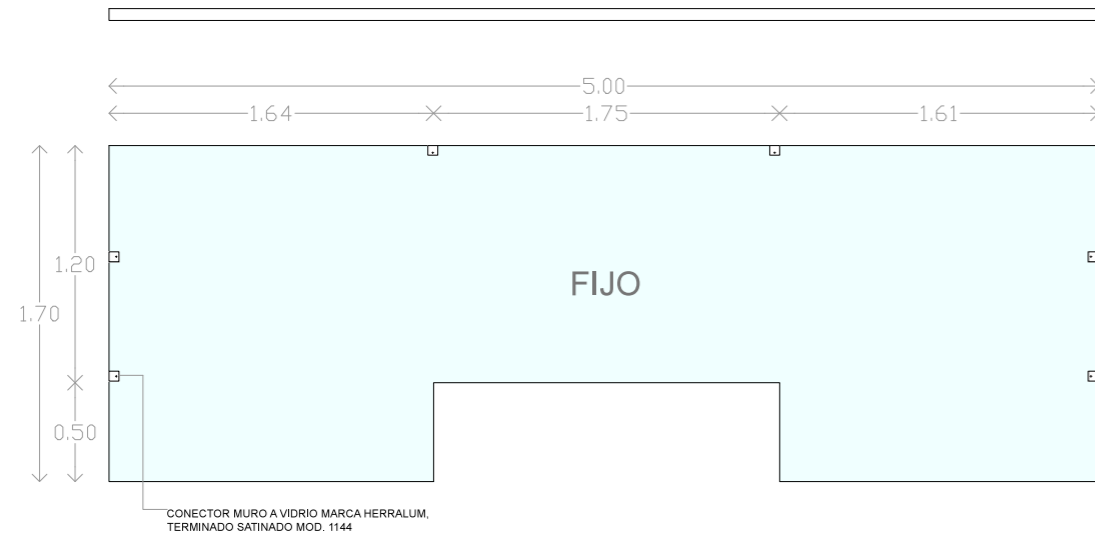 5.00
1.64
1.75
1.61
1.20
FIJO
1.70
0.50
CONECTOR MURO A VIDRIO MARCA HERRALUM,
TERMINADO SATINADO MOD. 1144